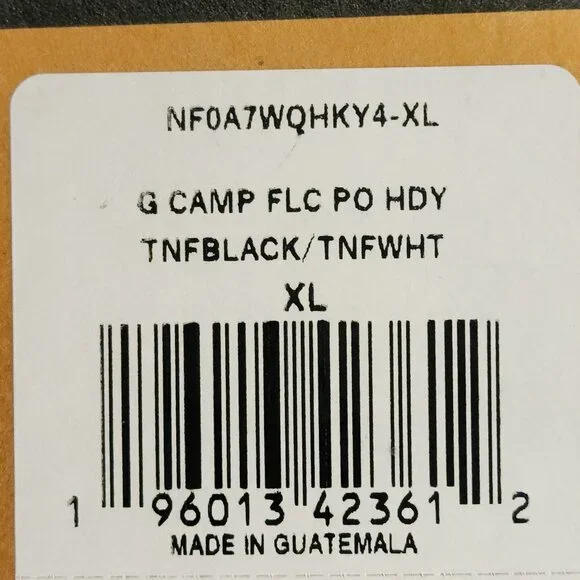 NF0A7WQHKY4-XL
G CAMP FLC PO HDY
TNFBLACK/TNFWHT
XL
1 96013 42361 2
MADE IN GUATEMALA